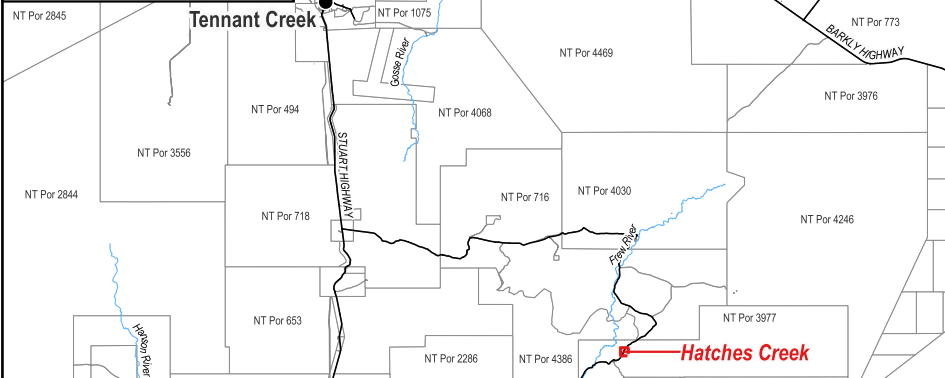 NT Por 2845
Tennant Creek
NT Por 1075
NT Por 773
BARKLY HIGHWAY
Gosse River
NT Por 4469
NT Por 3976
NT Por 494
NT Por 4068
NT Por 3556
STUART HIGHWAY
NT Por 2844
NT Por 718
NT Por 716
NT Por 4030
NT Por 4246
Frew River
NT Por 653
NT Por 3977
Hanson River
NT Por 2286
NT Por 4386
Hatches Creek